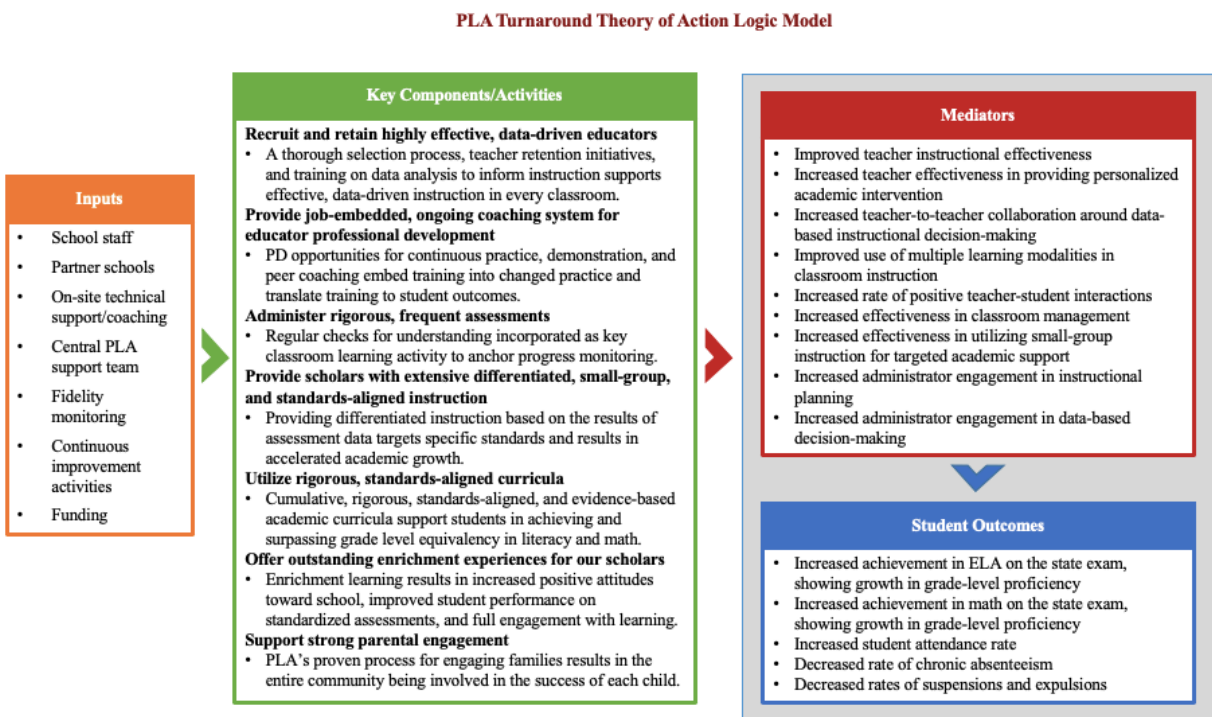 PLA Turnaround Theory of Action Logic Model
Inputs
• School staff
• Partner schools
• On-site technical
support/coaching
• Central PLA
support team
• Fidelity
monitoring
• Continuous
improvement
activities
• Funding
Key Components/Activities
Recruit and retain highly effective, data-driven educators
• A thorough selection process, teacher retention initiatives,
and training on data analysis to inform instruction supports
effective, data-driven instruction in every classroom.
Provide job-embedded, ongoing coaching system for
educator professional development
• PD opportunities for continuous practice, demonstration, and
peer coaching embed training into changed practice and
translate training to student outcomes.
Administer rigorous, frequent assessments
• Regular checks for understanding incorporated as key
classroom learning activity to anchor progress monitoring.
Provide scholars with extensive differentiated, small-group,
and standards-aligned instruction
• Providing differentiated instruction based on the results of
assessment data targets specific standards and results in
accelerated academic growth.
Utilize rigorous, standards-aligned curricula
• Cumulative, rigorous, standards-aligned, and evidence-based
academic curricula support students in achieving and
surpassing grade level equivalency in literacy and math.
Offer outstanding enrichment experiences for our scholars
• Enrichment learning results in increased positive attitudes
toward school, improved student performance on
standardized assessments, and full engagement with learning.
Support strong parental engagement
• PLA’s proven process for engaging families results in the
entire community being involved in the success of each child.
Mediators
• Improved teacher instructional effectiveness
• Increased teacher effectiveness in providing personalized
academic intervention
• Increased teacher-to-teacher collaboration around data-
based instructional decision-making
• Improved use of multiple learning modalities in
classroom instruction
• Increased rate of positive teacher-student interactions
• Increased effectiveness in classroom management
• Increased effectiveness in utilizing small-group
instruction for targeted academic support
• Increased administrator engagement in instructional
planning
• Increased administrator engagement in data-based
decision-making
Student Outcomes
• Increased achievement in ELA on the state exam,
showing growth in grade-level proficiency
• Increased achievement in math on the state exam,
showing growth in grade-level proficiency
• Increased student attendance rate
• Decreased rate of chronic absenteeism
• Decreased rates of suspensions and expulsions